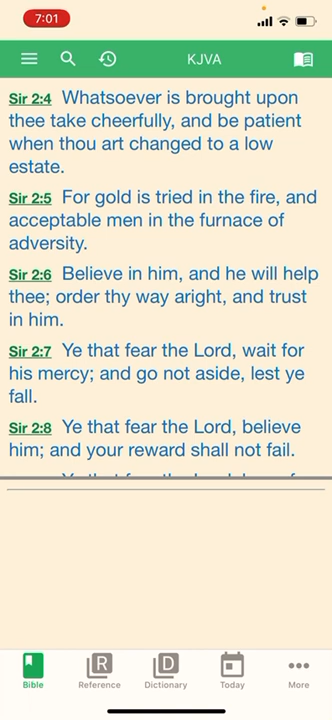 7:01
KJVA
Sir 2:4 Whatsoever is brought upon
thee take cheerfully, and be patient
when thou art changed to a low
estate.
Sir 2:5 For gold is tried in the fire, and
acceptable men in the furnace of
adversity.
Sir 2:6 Believe in him, and he will help
thee; order thy way aright, and trust
in him.
Sir 2:7 Ye that fear the Lord, wait for
his mercy; and go not aside, lest ye
fall.
Sir 2:8 Ye that fear the Lord, believe
him; and your reward shall not fail.
R
D
Bible
Reference
Dictionary
Today
More